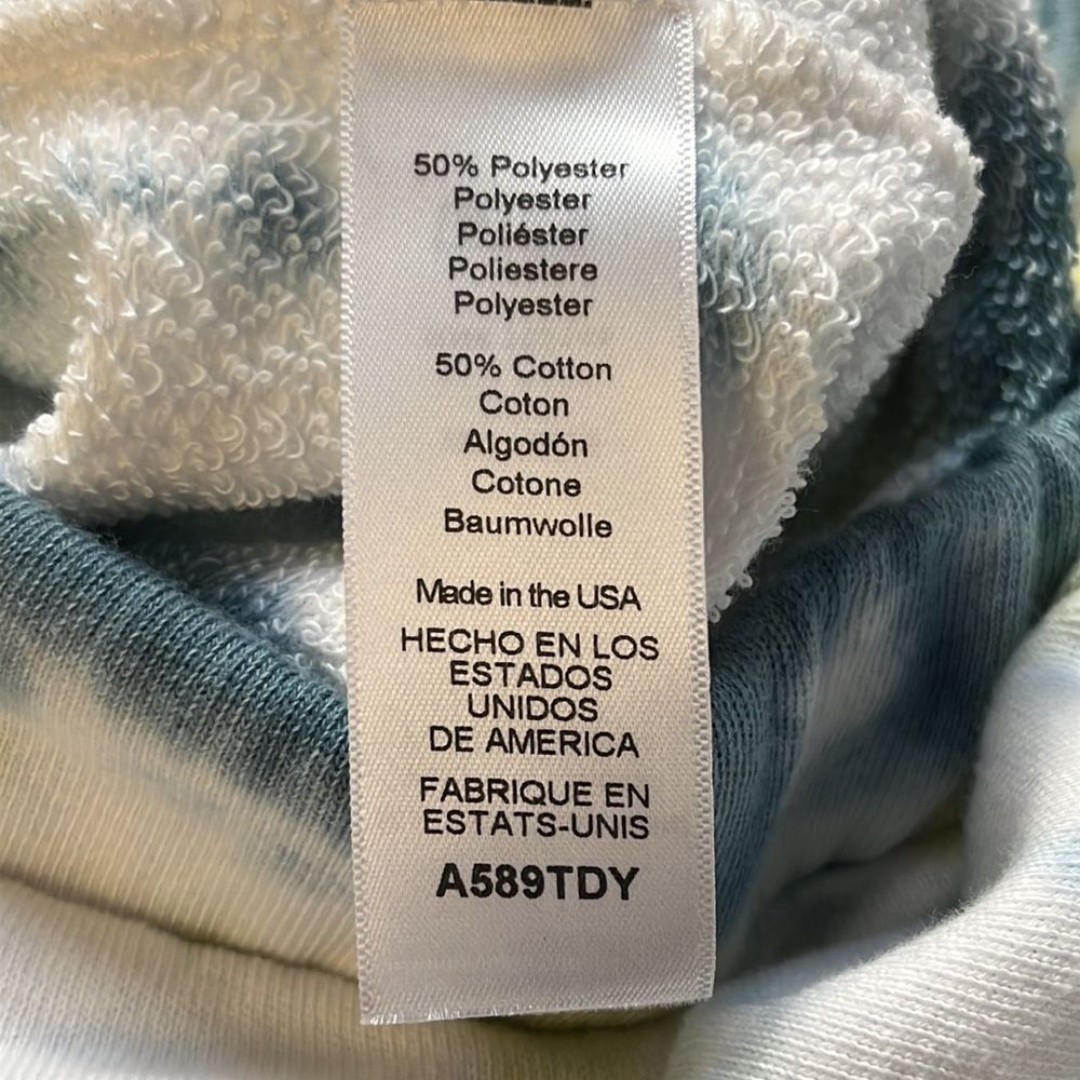 50% Polyester
Polyester
Poliéster
Poliestere
Polyester
50% Cotton
Coton
Algodón
Cotone
Baumwolle
Made in the USA
HECHO EN LOS
ESTADOS
UNIDOS
DE AMERICA
FABRIQUE EN
ESTATS-UNIS
A589TDY